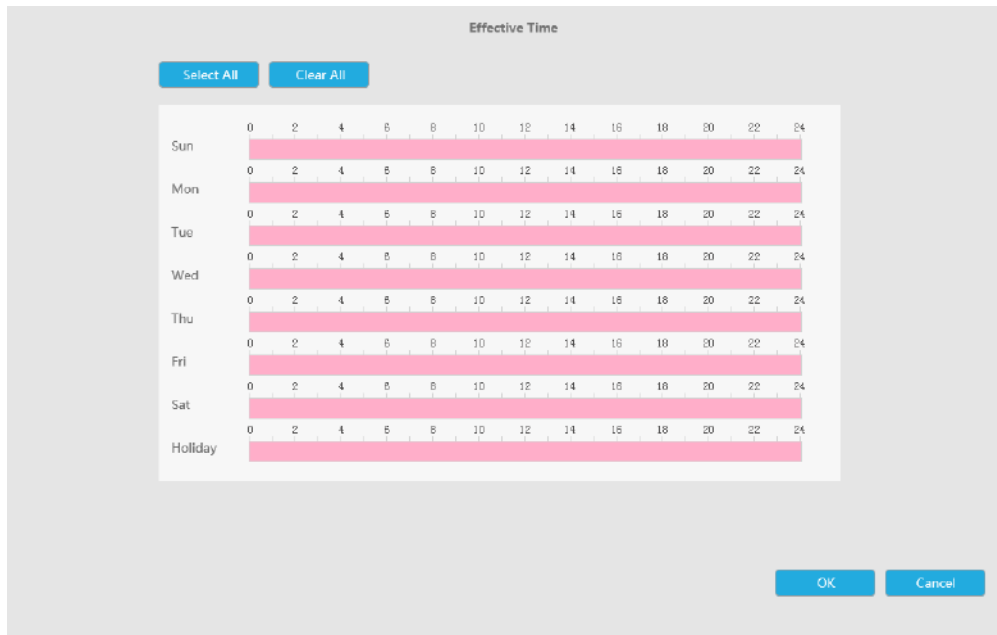 Effective Time
Select All Clear All
0 2 4 6 8 10 12 14 16 18 20 22 24
Sun
0 2 4 6 8 10 12 14 16 18 20 22 24
Mon
0 2 4 6 8 10 12 14 16 18 20 22 24
Tue
0 2 4 6 8 10 12 14 16 18 20 22 24
Wed
0 2 4 6 8 10 12 14 16 18 20 22 24
Thu
0 2 4 6 8 10 12 14 16 18 20 22 24
Fri
0 2 4 6 8 10 12 14 16 18 20 22 24
Sat
0 2 4 6 8 10 12 14 16 18 20 22 24
Holiday
OK Cancel